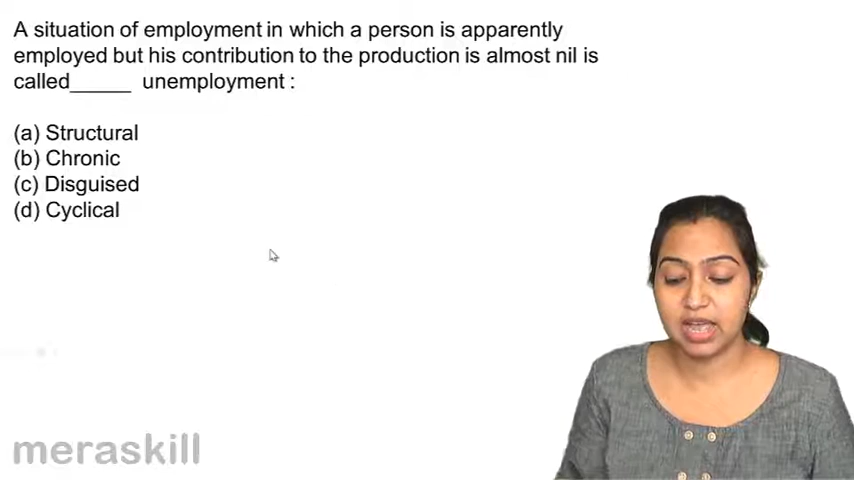 A situation of employment in which a person is apparently
employed but his contribution to the production is almost nil is
called_____ unemployment :
(a) Structural
(b) Chronic
(c) Disguised
(d) Cyclical
meraskill